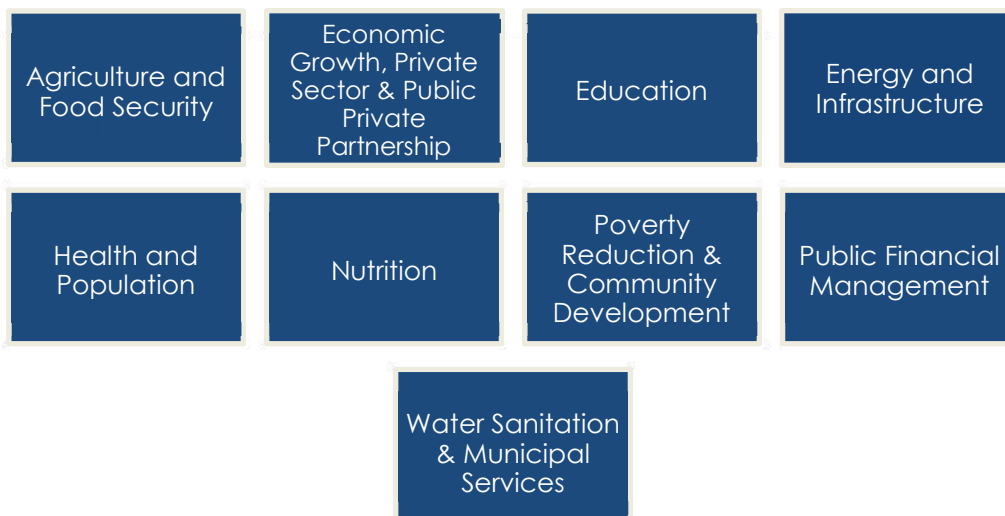 Agriculture and
Food Security
Economic
Growth, Private
Sector & Public
Private
Partnership
Education
Energy and
Infrastructure
Health and
Population
Nutrition
Poverty
Reduction &
Community
Development
Public Financial
Management
Water Sanitation
& Municipal
Services